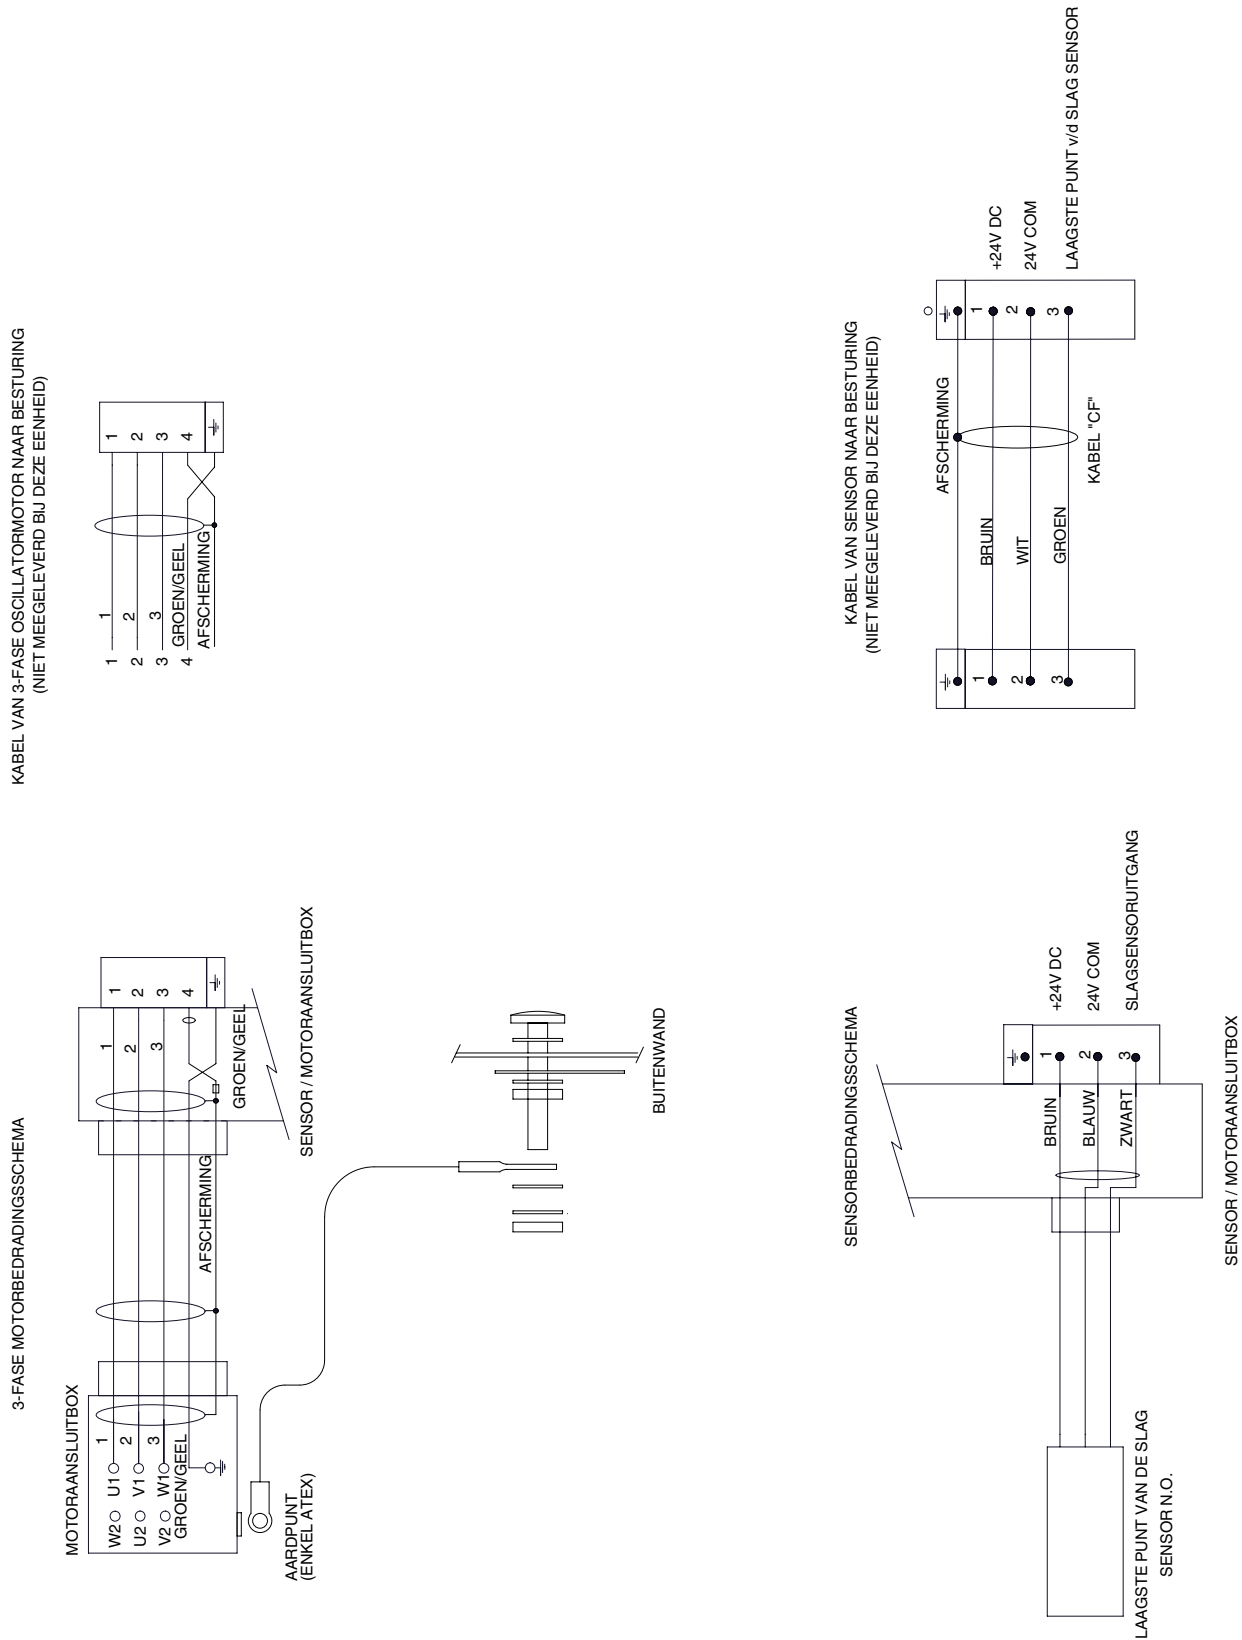 3-FASE MOTORBEDRADINGSSCHEMA
MOTORAANSLUITBOX
W2 U1 1
U2 V1 2
V2 W1 3
GROEN/GEEL
AFSCHERMING
1 1
2 2
3 3
4
GROEN/GEEL
SENSOR / MOTORAANSLUITBOX
AARDPUNT
(ENKEL ATEX)
BUITENWAND
KABEL VAN 3-FASE OSCILLATORMOTOR NAAR BESTURING
(NIET MEEGELEVERD BIJ DEZE EENHEID)
1 1 1
2 2 2
3 3 3
4 GROEN/GEEL 4
AFSCHERMING
SENSORBEDRADINGSSCHEMA
BRUIN 1 +24V DC
BLAUW 2 24V COM
ZWART 3 SLAGSENSORUITGANG
LAAGSTE PUNT VAN DE SLAG
SENSOR N.O.
SENSOR / MOTORAANSLUITBOX
KABEL VAN SENSOR NAAR BESTURING
(NIET MEEGELEVERD BIJ DEZE EENHEID)
AFSCHERMING
1 BRUIN 1 +24V DC
2 WIT 2 24V COM
3 GROEN 3 LAAGSTE PUNT v/d SLAG SENSOR
KABEL "CF"